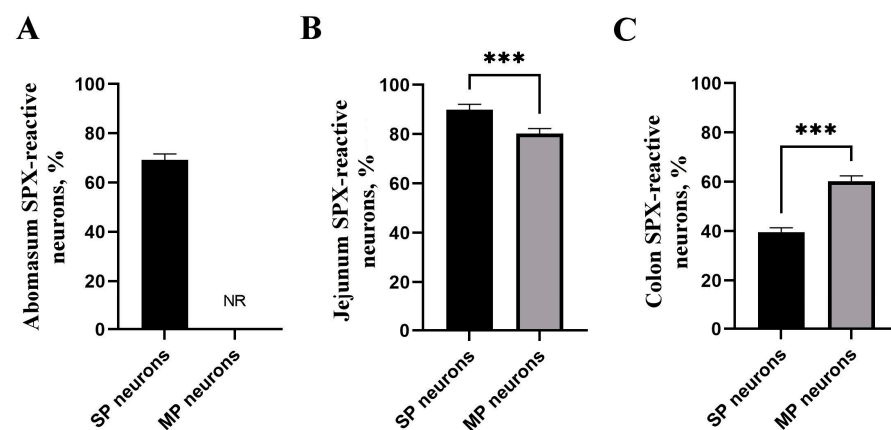 A
Abomasum SPX-reactive
neurons, %
100
80
60
40
20
0
NR
SP neurons
MP neurons
B
Jejunum SPX-reactive
neurons, %
100
80
60
40
20
0
***
SP neurons
MP neurons
C
Colon SPX-reactive
neurons, %
100
80
60
40
20
0
***
SP neurons
MP neurons